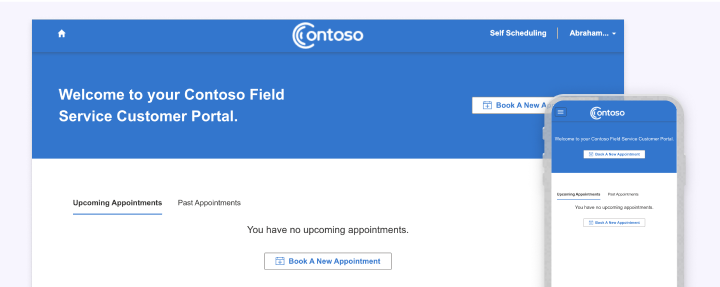 Contoso
Self Scheduling
Abraham...
Welcome to your Contoso Field
Service Customer Portal.
Book A New A
Upcoming Appointments
Past Appointments
You have no upcoming appointments.
Book A New Appointment
Contoso
Welcome to your Contoso Field Service Customer Portal
Book A New Appointment
Upcoming Appointments
Past Appointments
You have no upcoming appointments.
Book A New Appointment